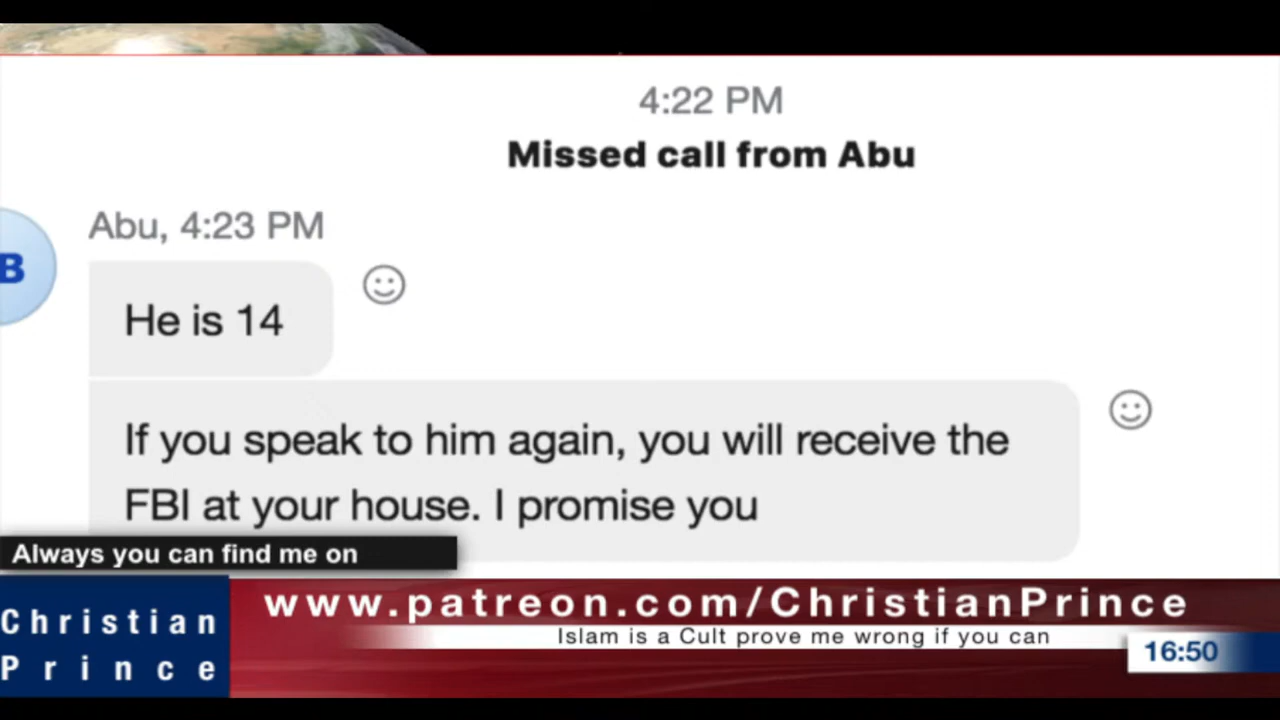 4:22 PM
Missed call from Abu
Abu, 4:23 PM
B
He is 14
If you speak to him again, you will receive the
FBI at your house. I promise you
Always you can find me on
Christian
Prince
www.patreon.com/ChristianPrince
Islam is a Cult prove me wrong if you can
16:50